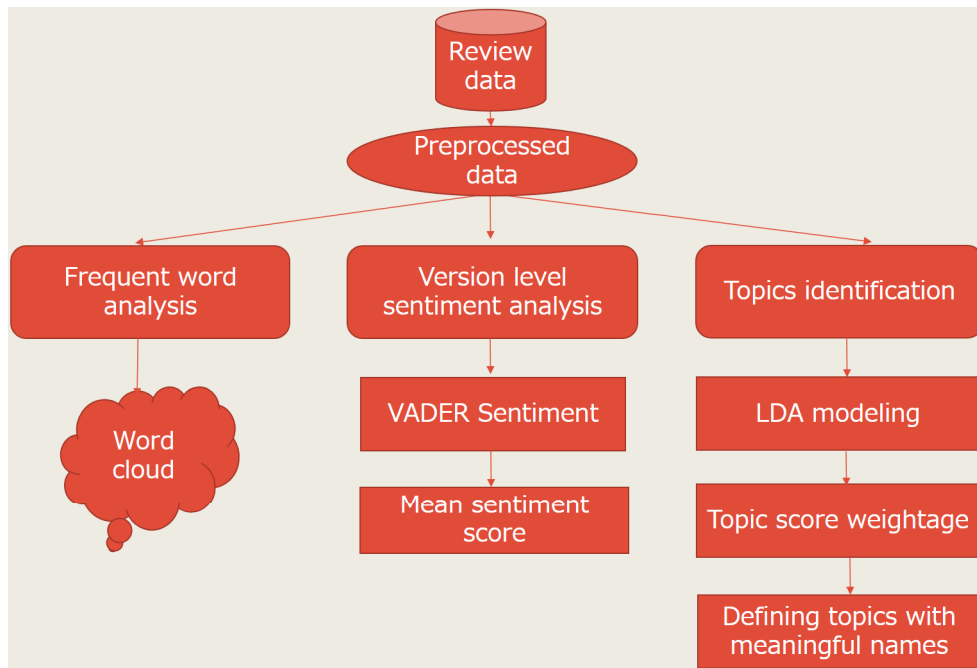 Review
data
Preprocessed
data
Frequent word
analysis
Version level
sentiment analysis
Topics identification
Word
cloud
VADER Sentiment
LDA modeling
Mean sentiment
score
Topic score weightage
Defining topics with
meaningful names